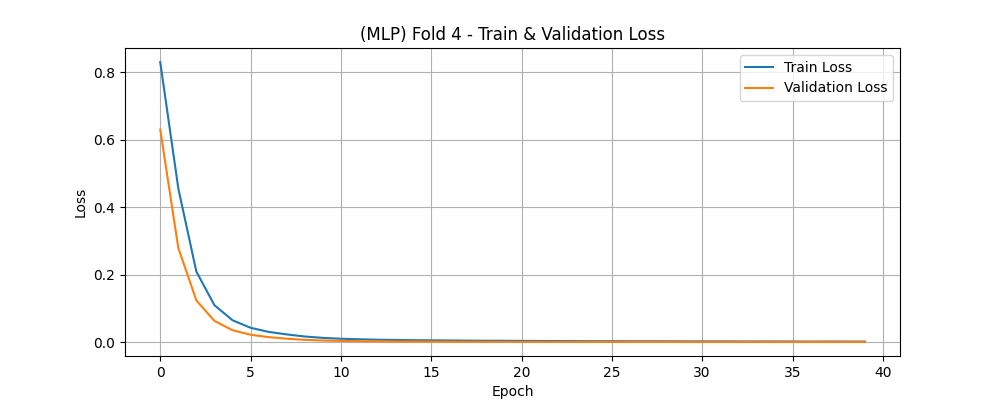 (MLP) Fold 4 - Train & Validation Loss
Train Loss
Validation Loss
0.8
0.6
0.4
0.2
0.0
Loss
0 5 10 15 20 25 30 35 40
Epoch